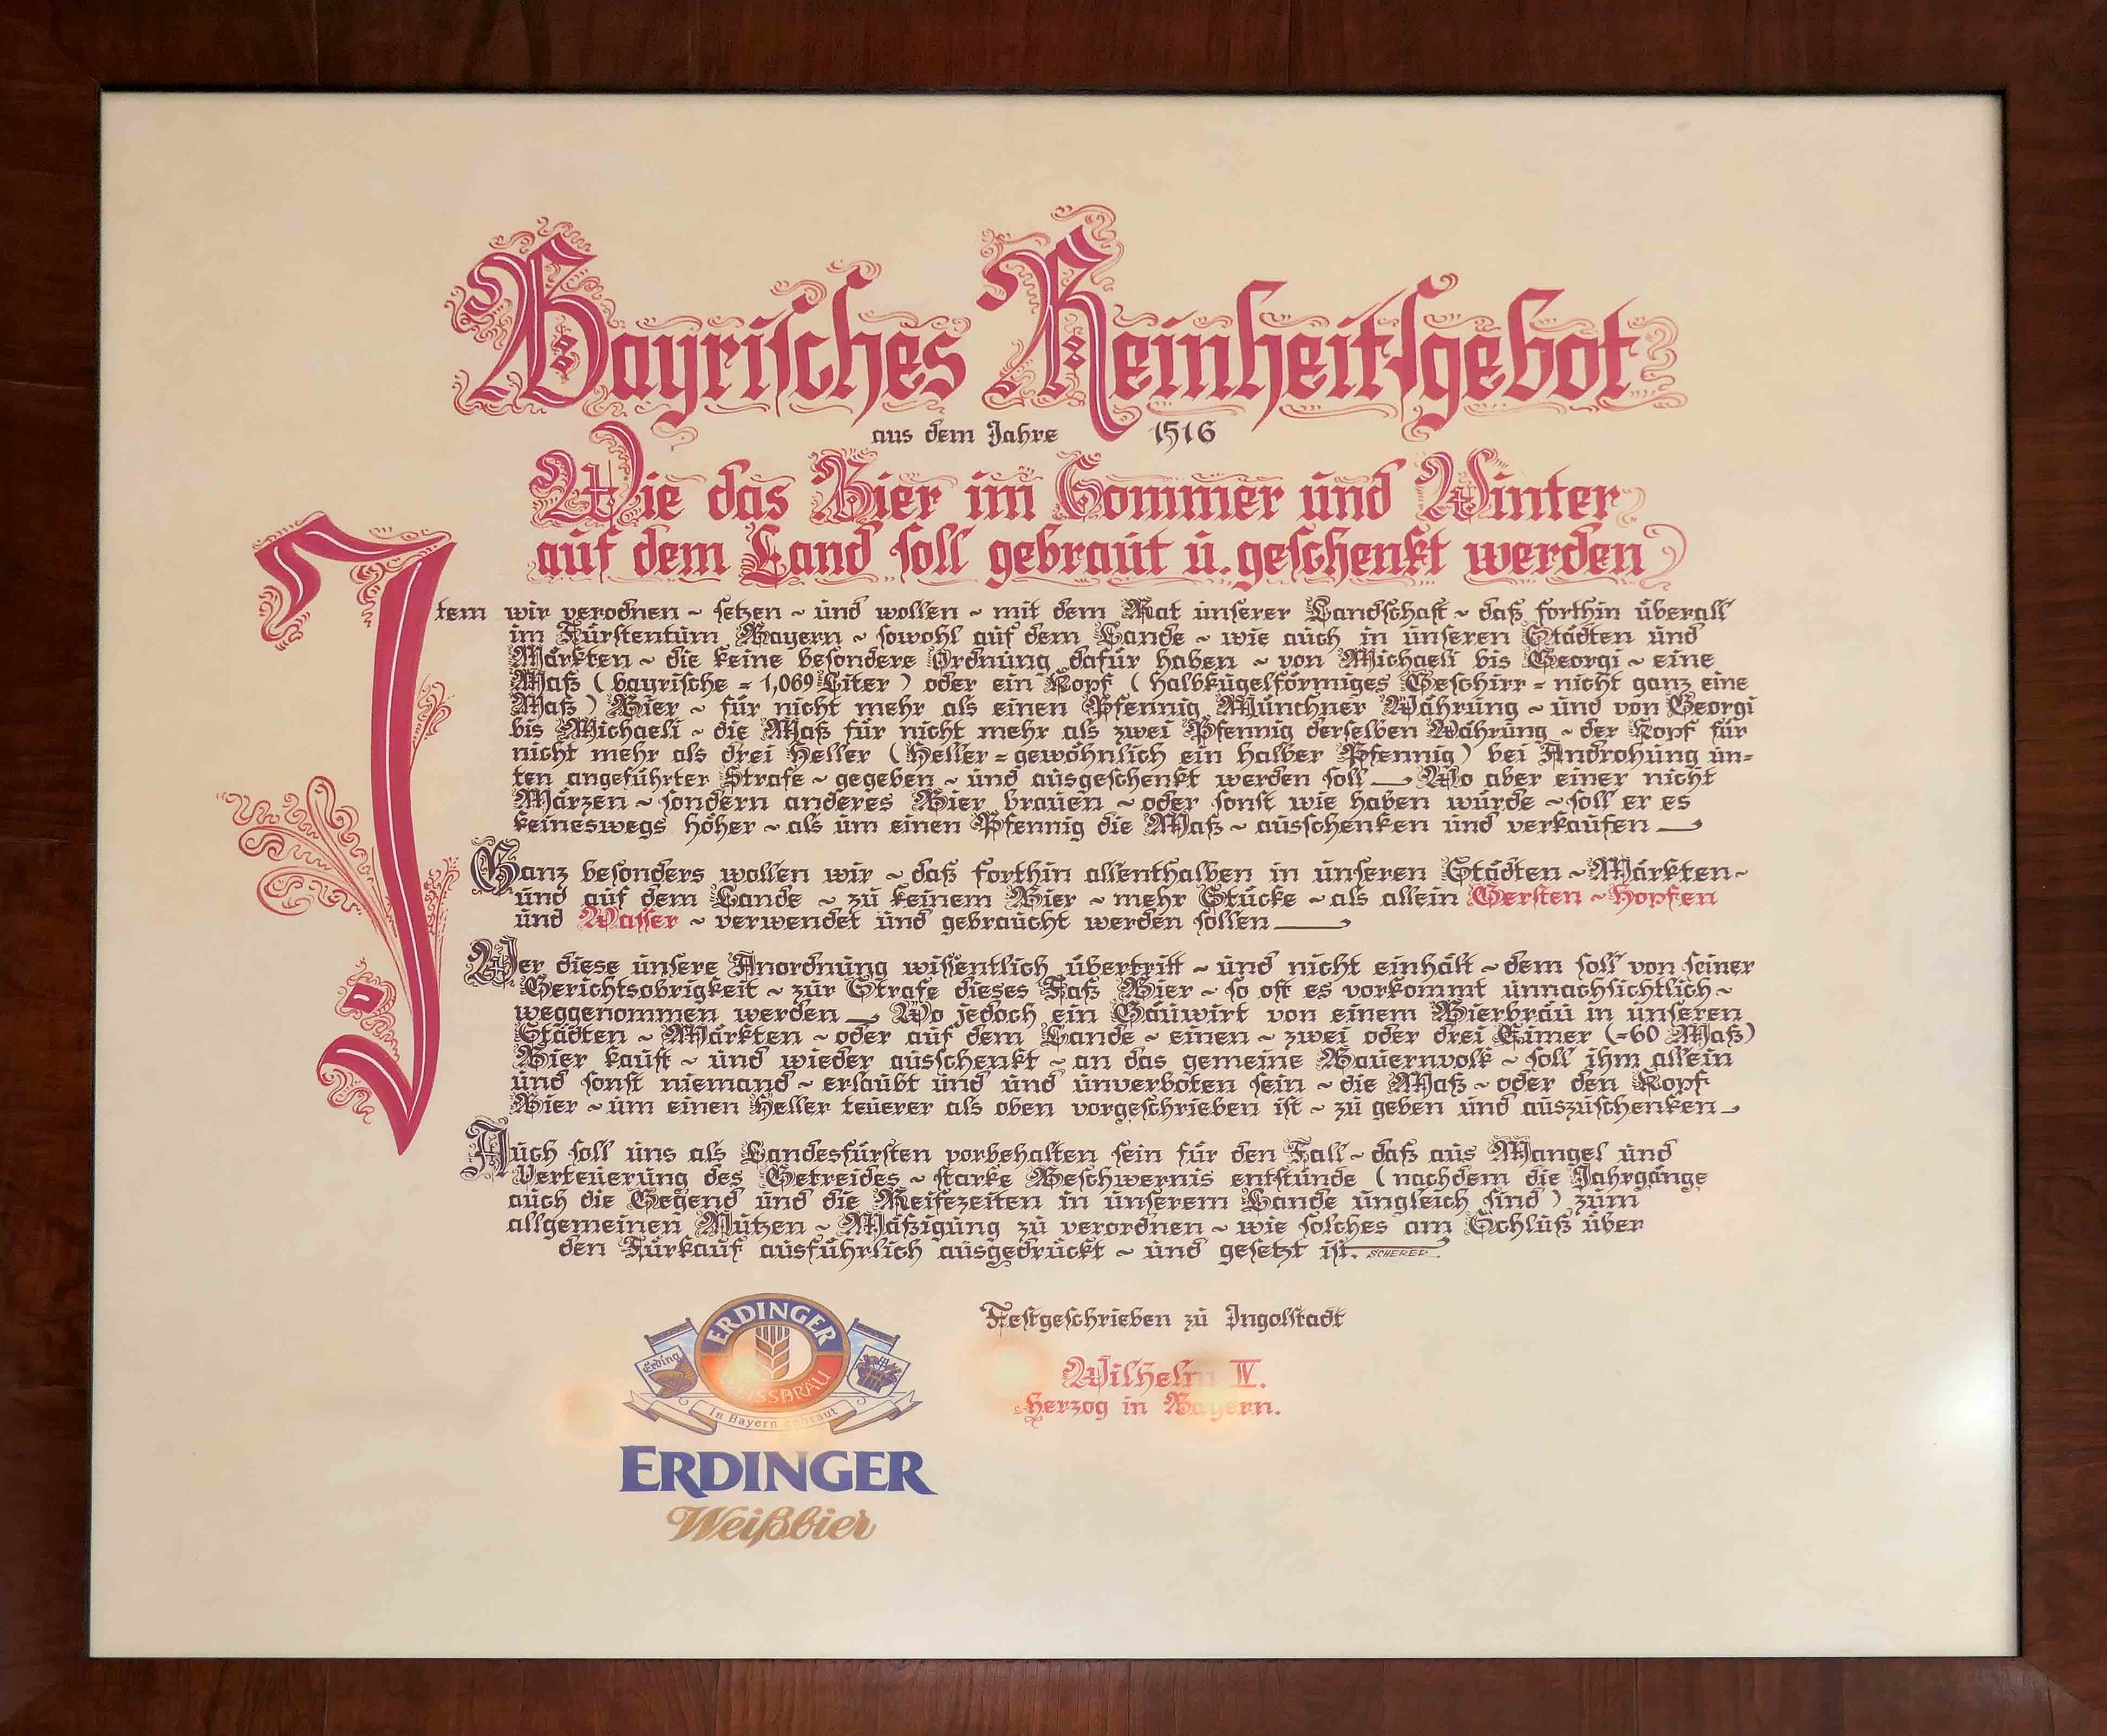 Bayrisches Reinheitsgebot
aus dem Jahre 1516
Wie das Bier im Sommer und Winter
auf dem Land soll gebraut u. geschenkt werden
Item wir verodnen ~ setzen ~ und wollen ~ mit dem Rat unserer Landschaft ~ daß forthin überall
im Fürstentum Bayern ~ sowohl auf dem Lande ~ wie auch in unseren Städten und
Märkten ~ die keine besondere Ordnung dafür haben ~ von Michaeli bis Georgi ~ eine
Maß (bayrische = 1,069 Liter) oder ein Kopf (halbkugelförmiges Geschirr = nicht ganz eine
Maß) Bier ~ für nicht mehr als einen Pfennig Münchner Währung ~ und von Georgi
bis Michaeli ~ die Maß für nicht mehr als zwei Pfennig derselben Währung ~ der Kopf für
nicht mehr als drei Heller (Heller = gewöhnlich ein halber Pfennig) bei Androhung un=
ten angeführter Strafe ~ gegeben ~ und ausgeschenkt werden soll — Wo aber einer nicht
Märzen ~ sondern anderes Bier brauen ~ oder sonst wie haben würde ~ soll er es
keineswegs höher ~ als um einen Pfennig die Maß ~ ausschenken und verkaufen —
Ganz besonders wollen wir ~ daß forthin allenthalben in unseren Städten ~ Märkten ~
und auf dem Lande ~ zu keinem Bier ~ mehr Stücke ~ als allein Gersten ~ Hopfen
und Wasser ~ verwendet und gebraucht werden sollen —
Wer diese unsere Anordnung wissentlich übertritt ~ und nicht einhält ~ dem soll von seiner
Gerichtsobrigkeit ~ zur Strafe dieses Faß Bier ~ so oft es vorkommt unnachsichtlich ~
weggenommen werden — Wo jedoch ein Gäuwirt von einem Bierbräu in unseren
Städten ~ Märkten ~ oder auf dem Lande ~ einen ~ zwei oder drei Eimer (=60 Maß)
Bier kauft ~ und wieder ausschenkt ~ an das gemeine Bauernvolk ~ soll ihm allein
und sonst niemand ~ erlaubt und und unverboten sein ~ die Maß ~ oder den Kopf
Bier ~ um einen Heller teuerer als oben vorgeschrieben ist ~ zu geben und auszuschenken —
Auch soll uns als Landesfürsten vorbehalten sein für den Fall ~ daß aus Mangel und
Verteuerung des Getreides ~ starke Beschwernis entstünde (nachdem die Jahrgänge
auch die Gegend und die Reifezeiten in unserem Lande ungleich sind) zum
allgemeinen Nutzen ~ Mäßigung zu verordnen ~ wie solches am Schluß über
den Fürkauf ausführlich ausgedrückt ~ und gesetzt ist. SCHERER
Festgeschrieben zu Ingolstadt
Wilhelm IV.
Herzog in Bayern.
ERDINGER
Erding
WEISSBRÄU
In Bayern gebraut
ERDINGER
Weißbier